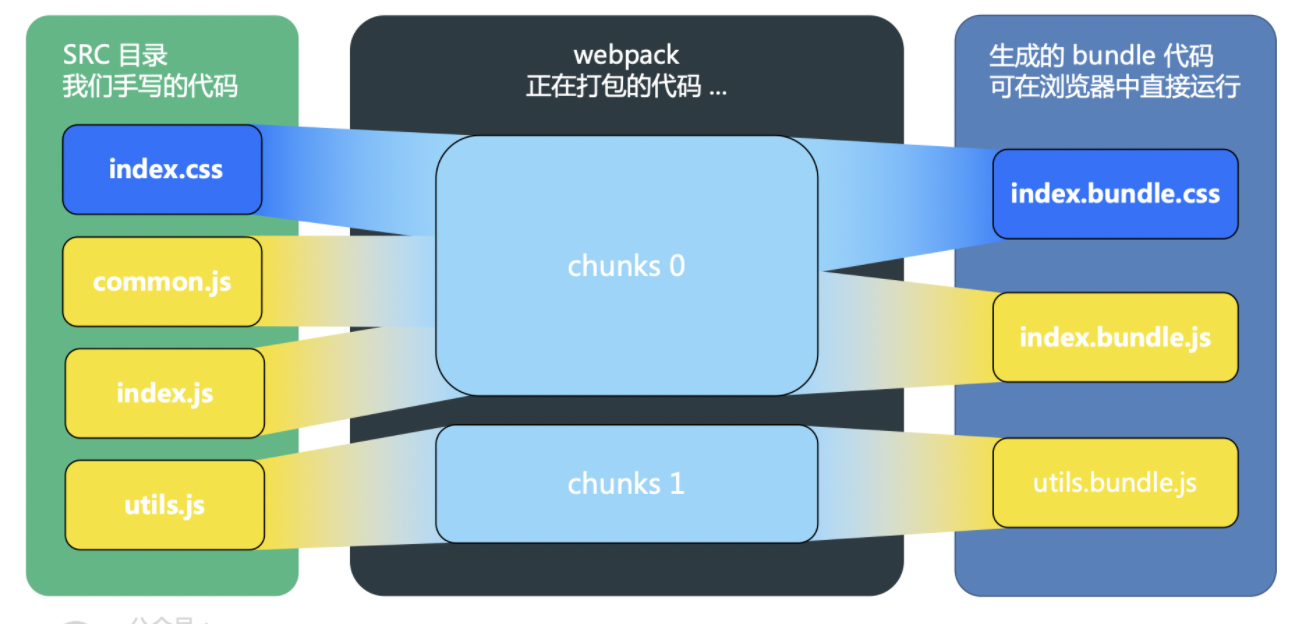 SRC 目录
我们手写的代码
index.css
common.js
index.js
utils.js
webpack
正在打包的代码 ...
chunks 0
chunks 1
生成的 bundle 代码
可在浏览器中直接运行
index.bundle.css
index.bundle.js
utils.bundle.js